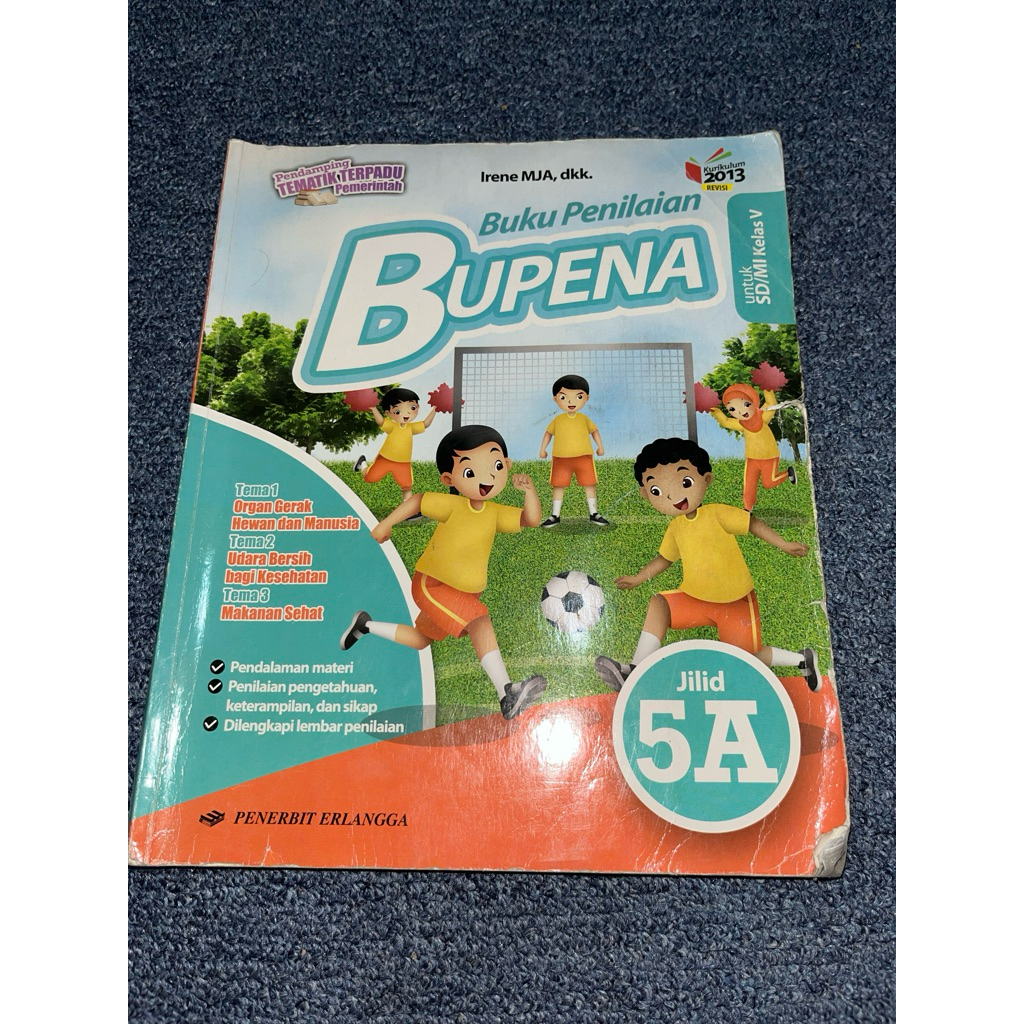 Pendamping
TEMATIK TERPADU
Pemerintah
Irene MJA, dkk.
Kurikulum
2013
REVISI
Buku Penilaian
BUPENA
untuk
SD/MI Kelas V
Tema 1
Organ Gerak
Hewan dan Manusia
Tema 2
Udara Bersih
bagi Kesehatan
Tema 3
Makanan Sehat
Pendalaman materi
Penilaian pengetahuan,
keterampilan, dan sikap
Dilengkapi lembar penilaian
Jilid
5A
PENERBIT ERLANGGA